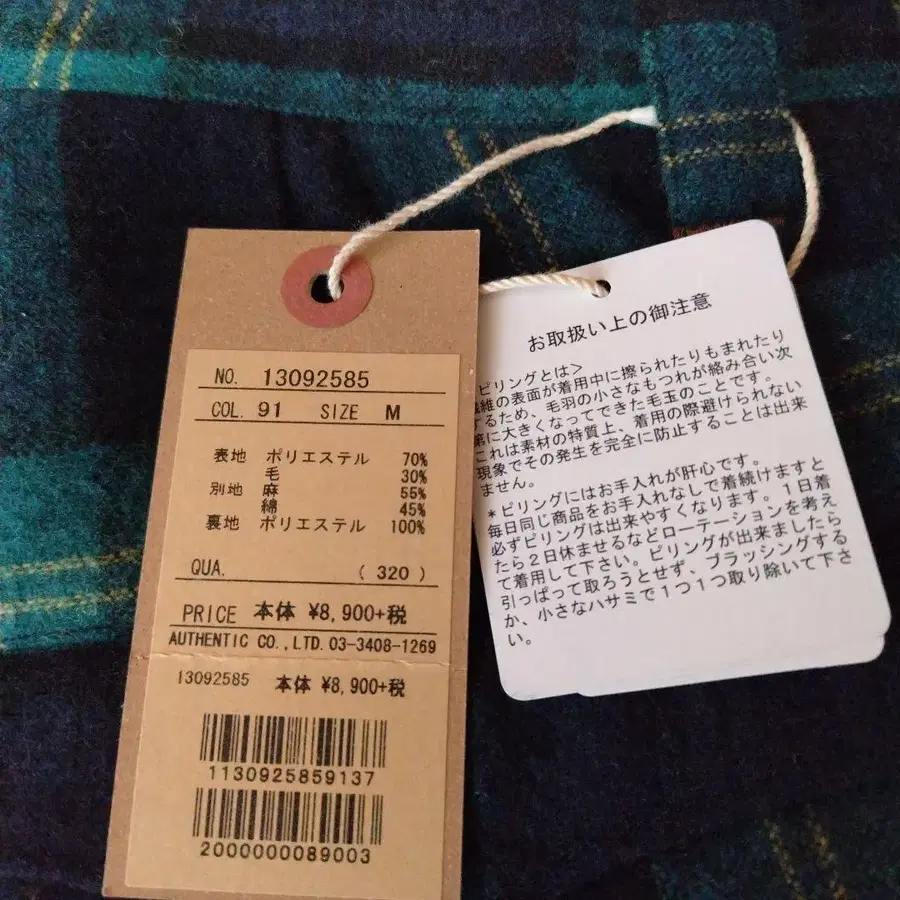 NO. 13092585
COL. 91 SIZE M
表地 ポリエステル 70%
毛 30%
別地 麻 55%
綿 45%
裏地 ポリエステル 100%
QUA. ( 320 )
PRICE 本体 ¥8,900+税
AUTHENTIC CO.,LTD. 03-3408-1269
13092585 本体 ¥8,900+税
1130925859137
2000000089003
お取扱い上の御注意
ピリングとは>
繊維の表面が着用中に擦られたりもまれたり
するため、毛羽の小さなもつれが絡み合い次
第に大きくなってできた毛玉のことです。
これは素材の特質上、着用の際避けられない
現象でその発生を完全に防止することは出来
ません。
*ピリングにはお手入れが肝心です。
毎日同じ商品をお手入れなしで着続けますと
必ずピリングは出来やすくなります。1日着
たら2日休ませるなどローテーションを考え
て着用して下さい。ピリングが出来ましたら
引っぱって取ろうとせず、ブラッシングする
か、小さなハサミで1つ1つ取り除いて下さ
い。